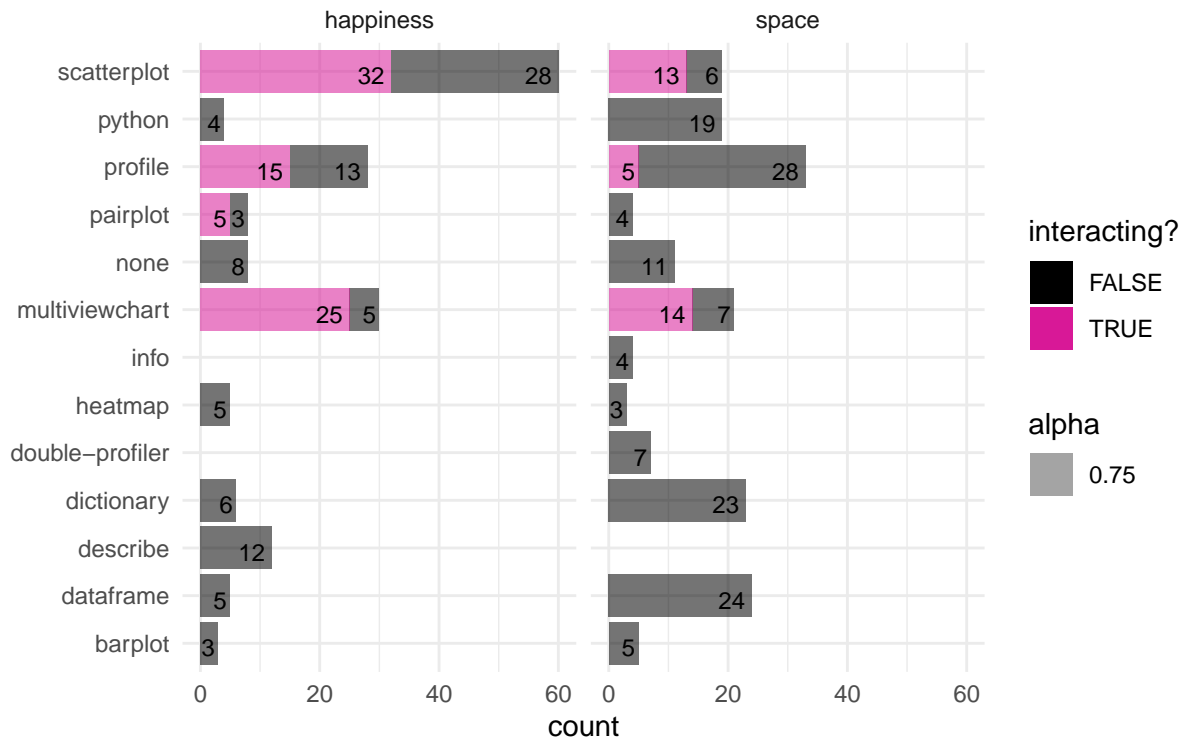 happiness space
scatterplot 32 28 13 6
python 4 19
profile 15 13 5 28
pairplot 5 3 4
none 8 11
multiviewchart 25 5 14 7
info 4
heatmap 5 3
double−profiler 7
dictionary 6 23
describe 12
dataframe 5 24
barplot 3 5
0 20 40 60 0 20 40 60
count
interacting?
FALSE
TRUE
alpha
0.75